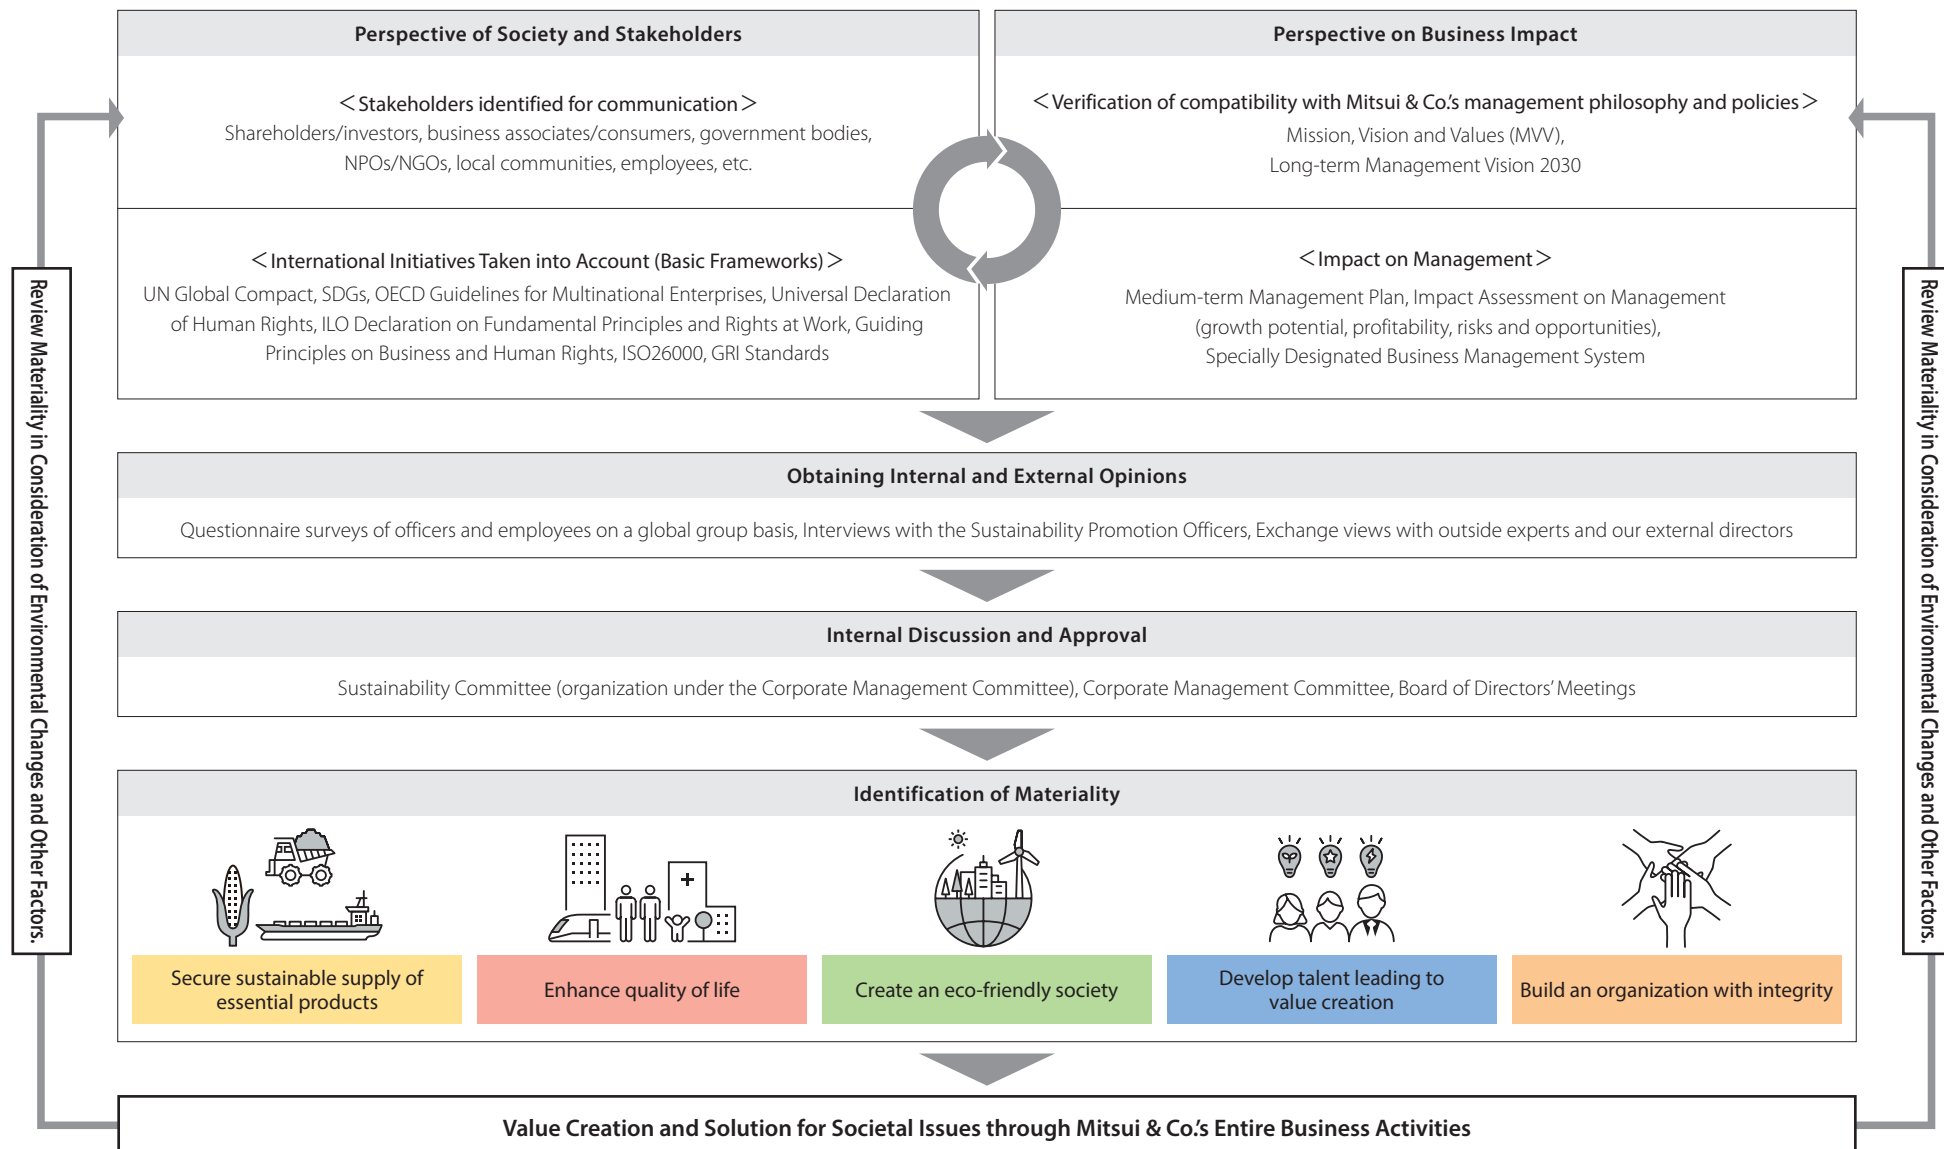 Perspective of Society and Stakeholders
<Stakeholders identified for communication>
Shareholders/investors, business associates/consumers, government bodies,
NPOs/NGOs, local communities, employees, etc.
<International Initiatives Taken into Account (Basic Frameworks)>
UN Global Compact, SDGs, OECD Guidelines for Multinational Enterprises, Universal Declaration
of Human Rights, ILO Declaration on Fundamental Principles and Rights at Work, Guiding
Principles on Business and Human Rights, ISO26000, GRI Standards
Perspective on Business Impact
<Verification of compatibility with Mitsui & Co.'s management philosophy and policies>
Mission, Vision and Values (MVV),
Long-term Management Vision 2030
<Impact on Management>
Medium-term Management Plan, Impact Assessment on Management
(growth potential, profitability, risks and opportunities),
Specially Designated Business Management System
Review Materiality in Consideration of Environmental Changes and Other Factors.
Review Materiality in Consideration of Environmental Changes and Other Factors.
Obtaining Internal and External Opinions
Questionnaire surveys of officers and employees on a global group basis, Interviews with the Sustainability Promotion Officers, Exchange views with outside experts and our external directors
Internal Discussion and Approval
Sustainability Committee (organization under the Corporate Management Committee), Corporate Management Committee, Board of Directors' Meetings
Identification of Materiality
Secure sustainable supply of
essential products
Enhance quality of life
Create an eco-friendly society
Develop talent leading to
value creation
Build an organization with integrity
Value Creation and Solution for Societal Issues through Mitsui & Co.'s Entire Business Activities